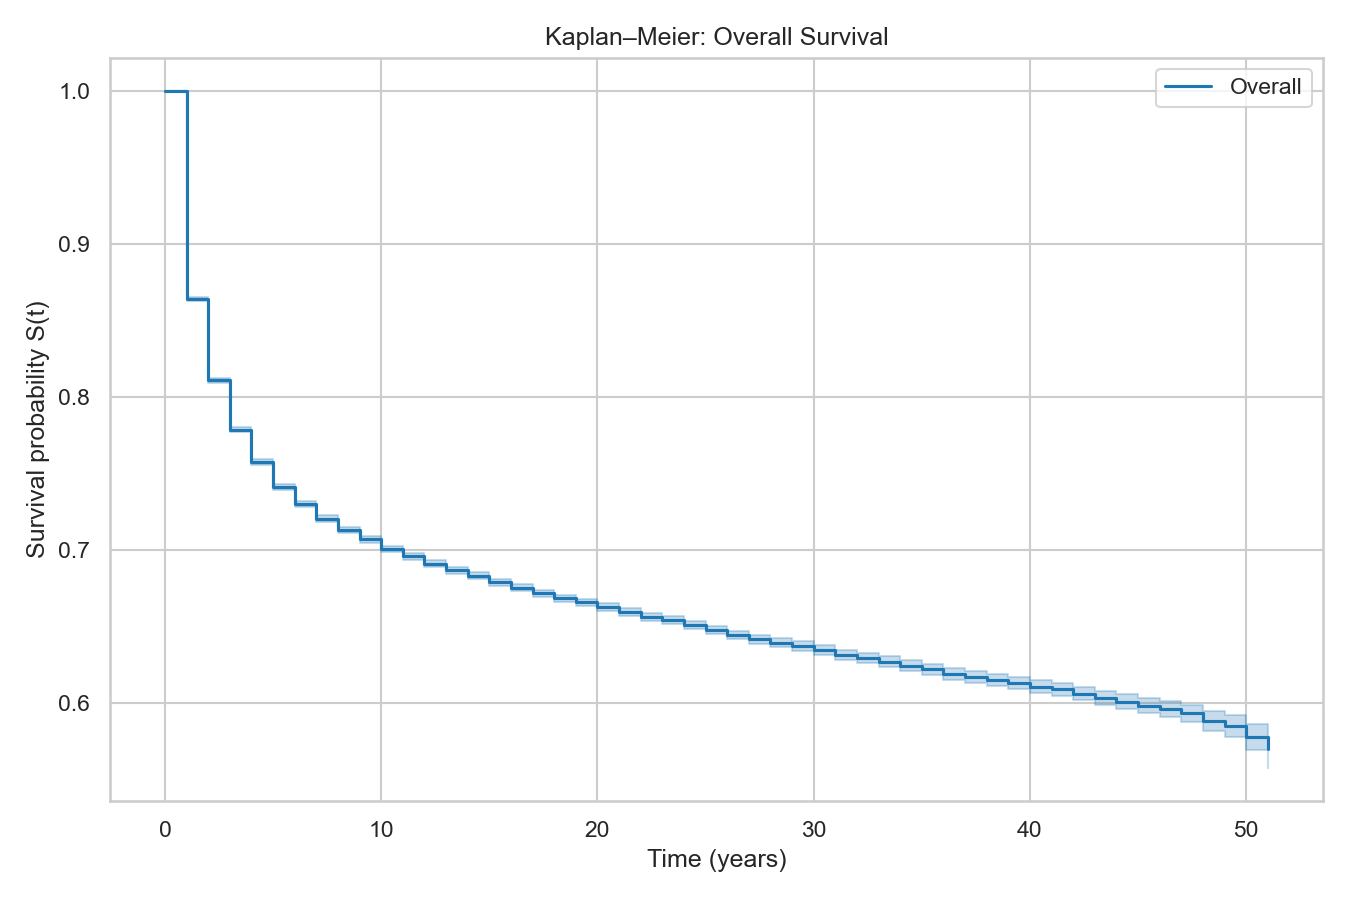 Kaplan–Meier: Overall Survival
Overall
Survival probability S(t)
1.0
0.9
0.8
0.7
0.6
0
10
20
30
40
50
Time (years)